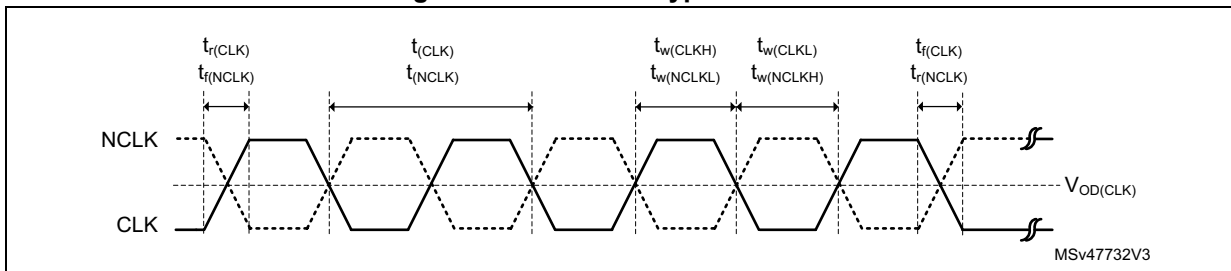 t_r(CLK) t_(CLK) t_w(CLKH) t_w(CLKL) t_f(CLK)
t_f(NCLK) t_(NCLK) t_w(NCLKL) t_w(NCLKH) t_r(NCLK)
NCLK
V_OD(CLK)
CLK
MSv47732V3